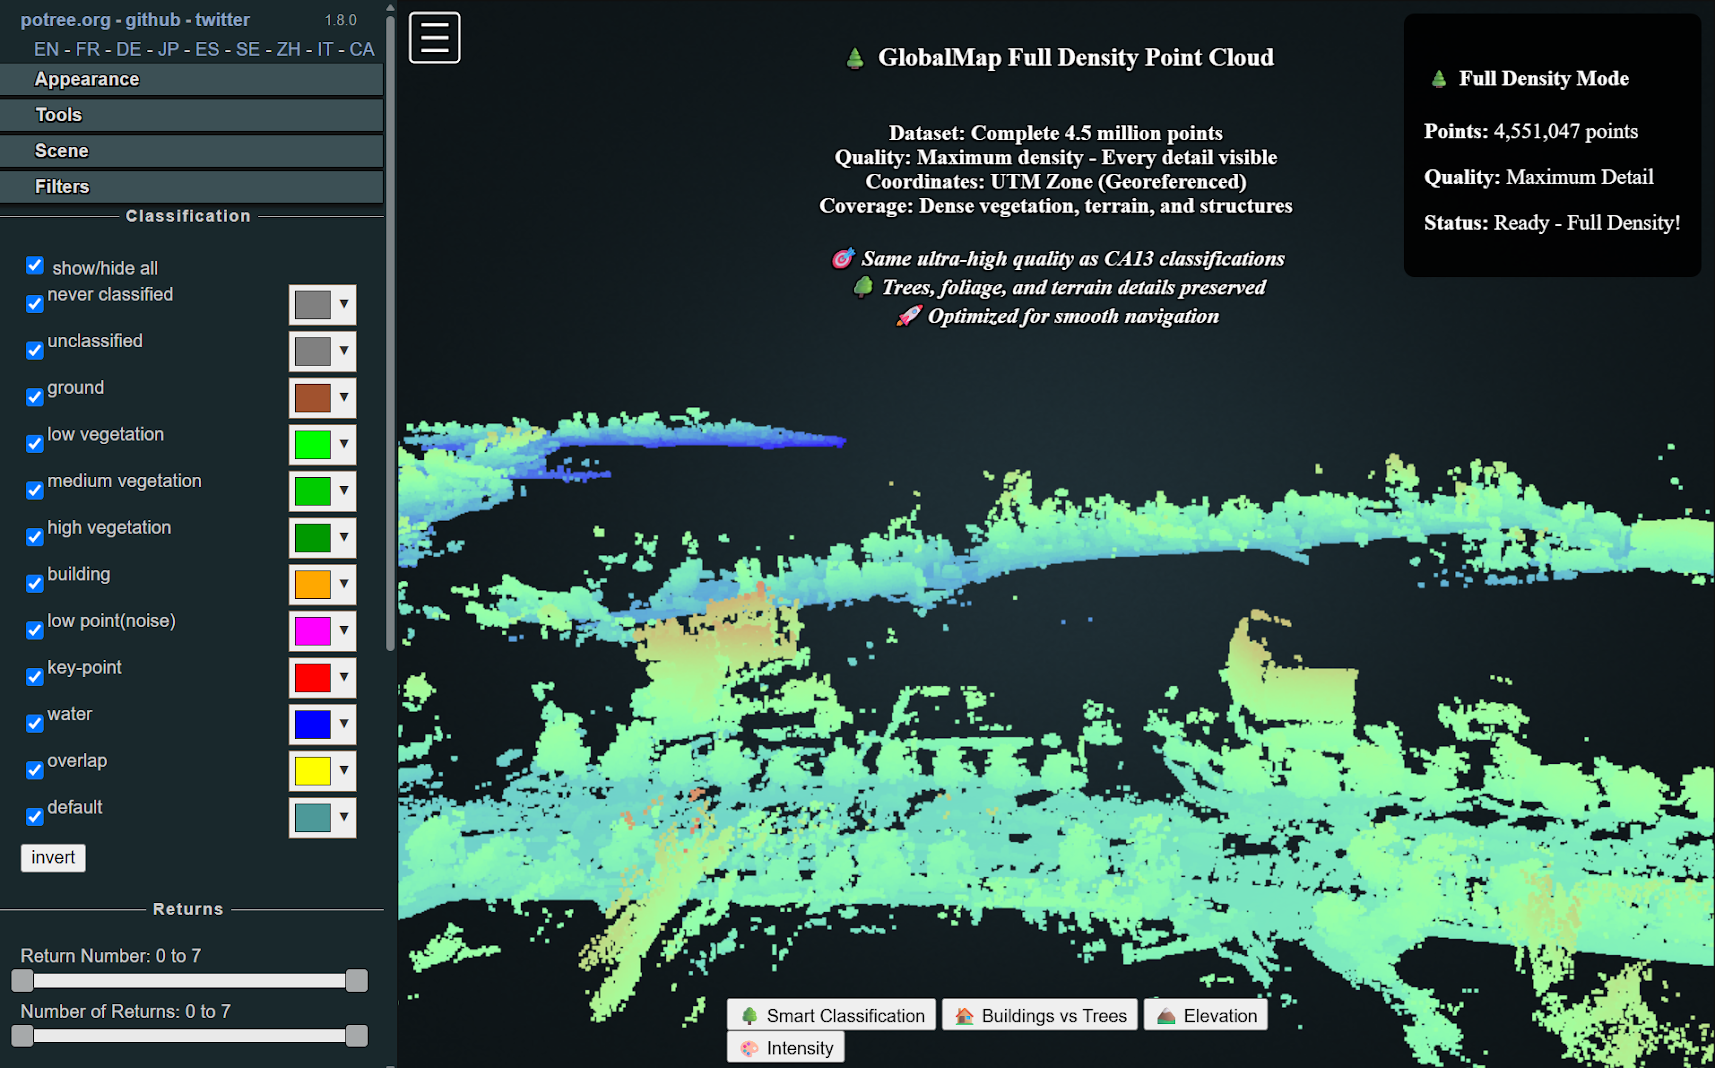 potree.org - github - twitter 1.8.0
EN - FR - DE - JP - ES - SE - ZH - IT - CA
Appearance
Tools
Scene
Filters
Classification
show/hide all
never classified
unclassified
ground
low vegetation
medium vegetation
high vegetation
building
low point(noise)
key-point
water
overlap
default
invert
Returns
Return Number: 0 to 7
Number of Returns: 0 to 7
GlobalMap Full Density Point Cloud
Dataset: Complete 4.5 million points
Quality: Maximum density - Every detail visible
Coordinates: UTM Zone (Georeferenced)
Coverage: Dense vegetation, terrain, and structures
Same ultra-high quality as CA13 classifications
Trees, foliage, and terrain details preserved
Optimized for smooth navigation
Full Density Mode
Points: 4,551,047 points
Quality: Maximum Detail
Status: Ready - Full Density!
Smart Classification
Buildings vs Trees
Elevation
Intensity